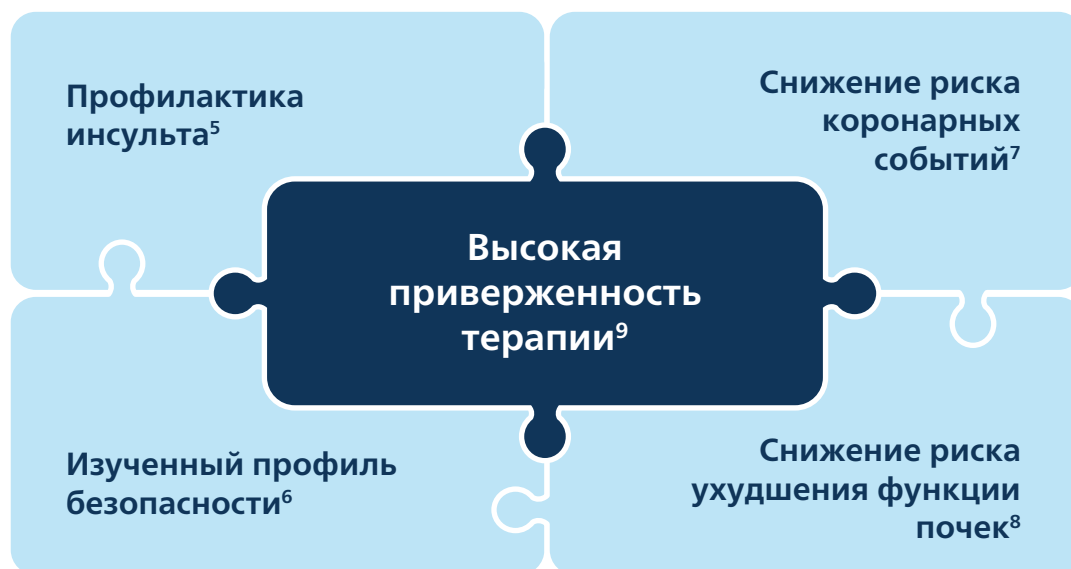 Профилактика
инсульта⁵
Снижение риска
коронарных
событий⁷
Высокая
приверженность
терапии⁹
Изученный профиль
безопасности⁶
Снижение риска
ухудшения функции
почек⁸